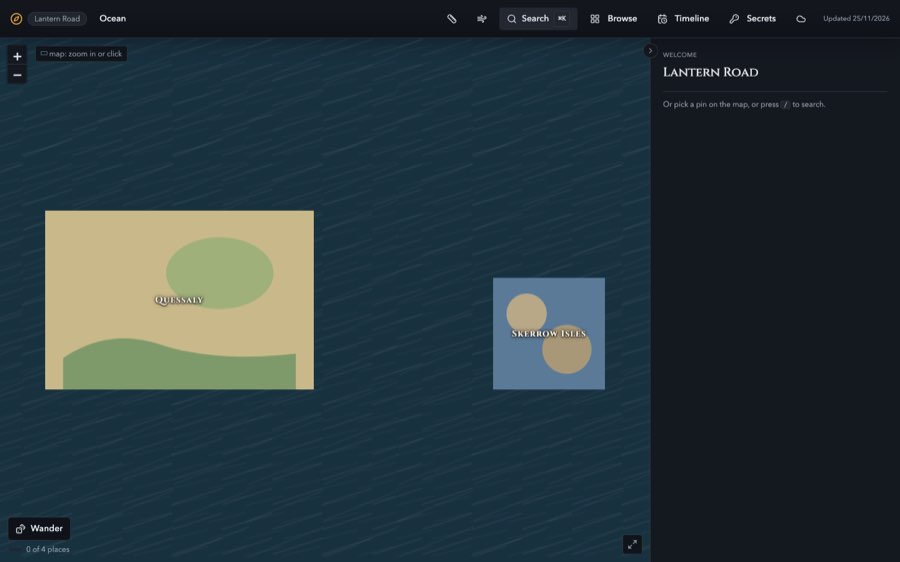 Lantern Road Ocean Search ⌘K Browse Timeline Secrets Updated 25/11/2026
+ map: zoom in or click
−
WELCOME
LANTERN ROAD
Or pick a pin on the map, or press / to search.
QUESSALY
SKERROW ISLES
Wander
0 of 4 places